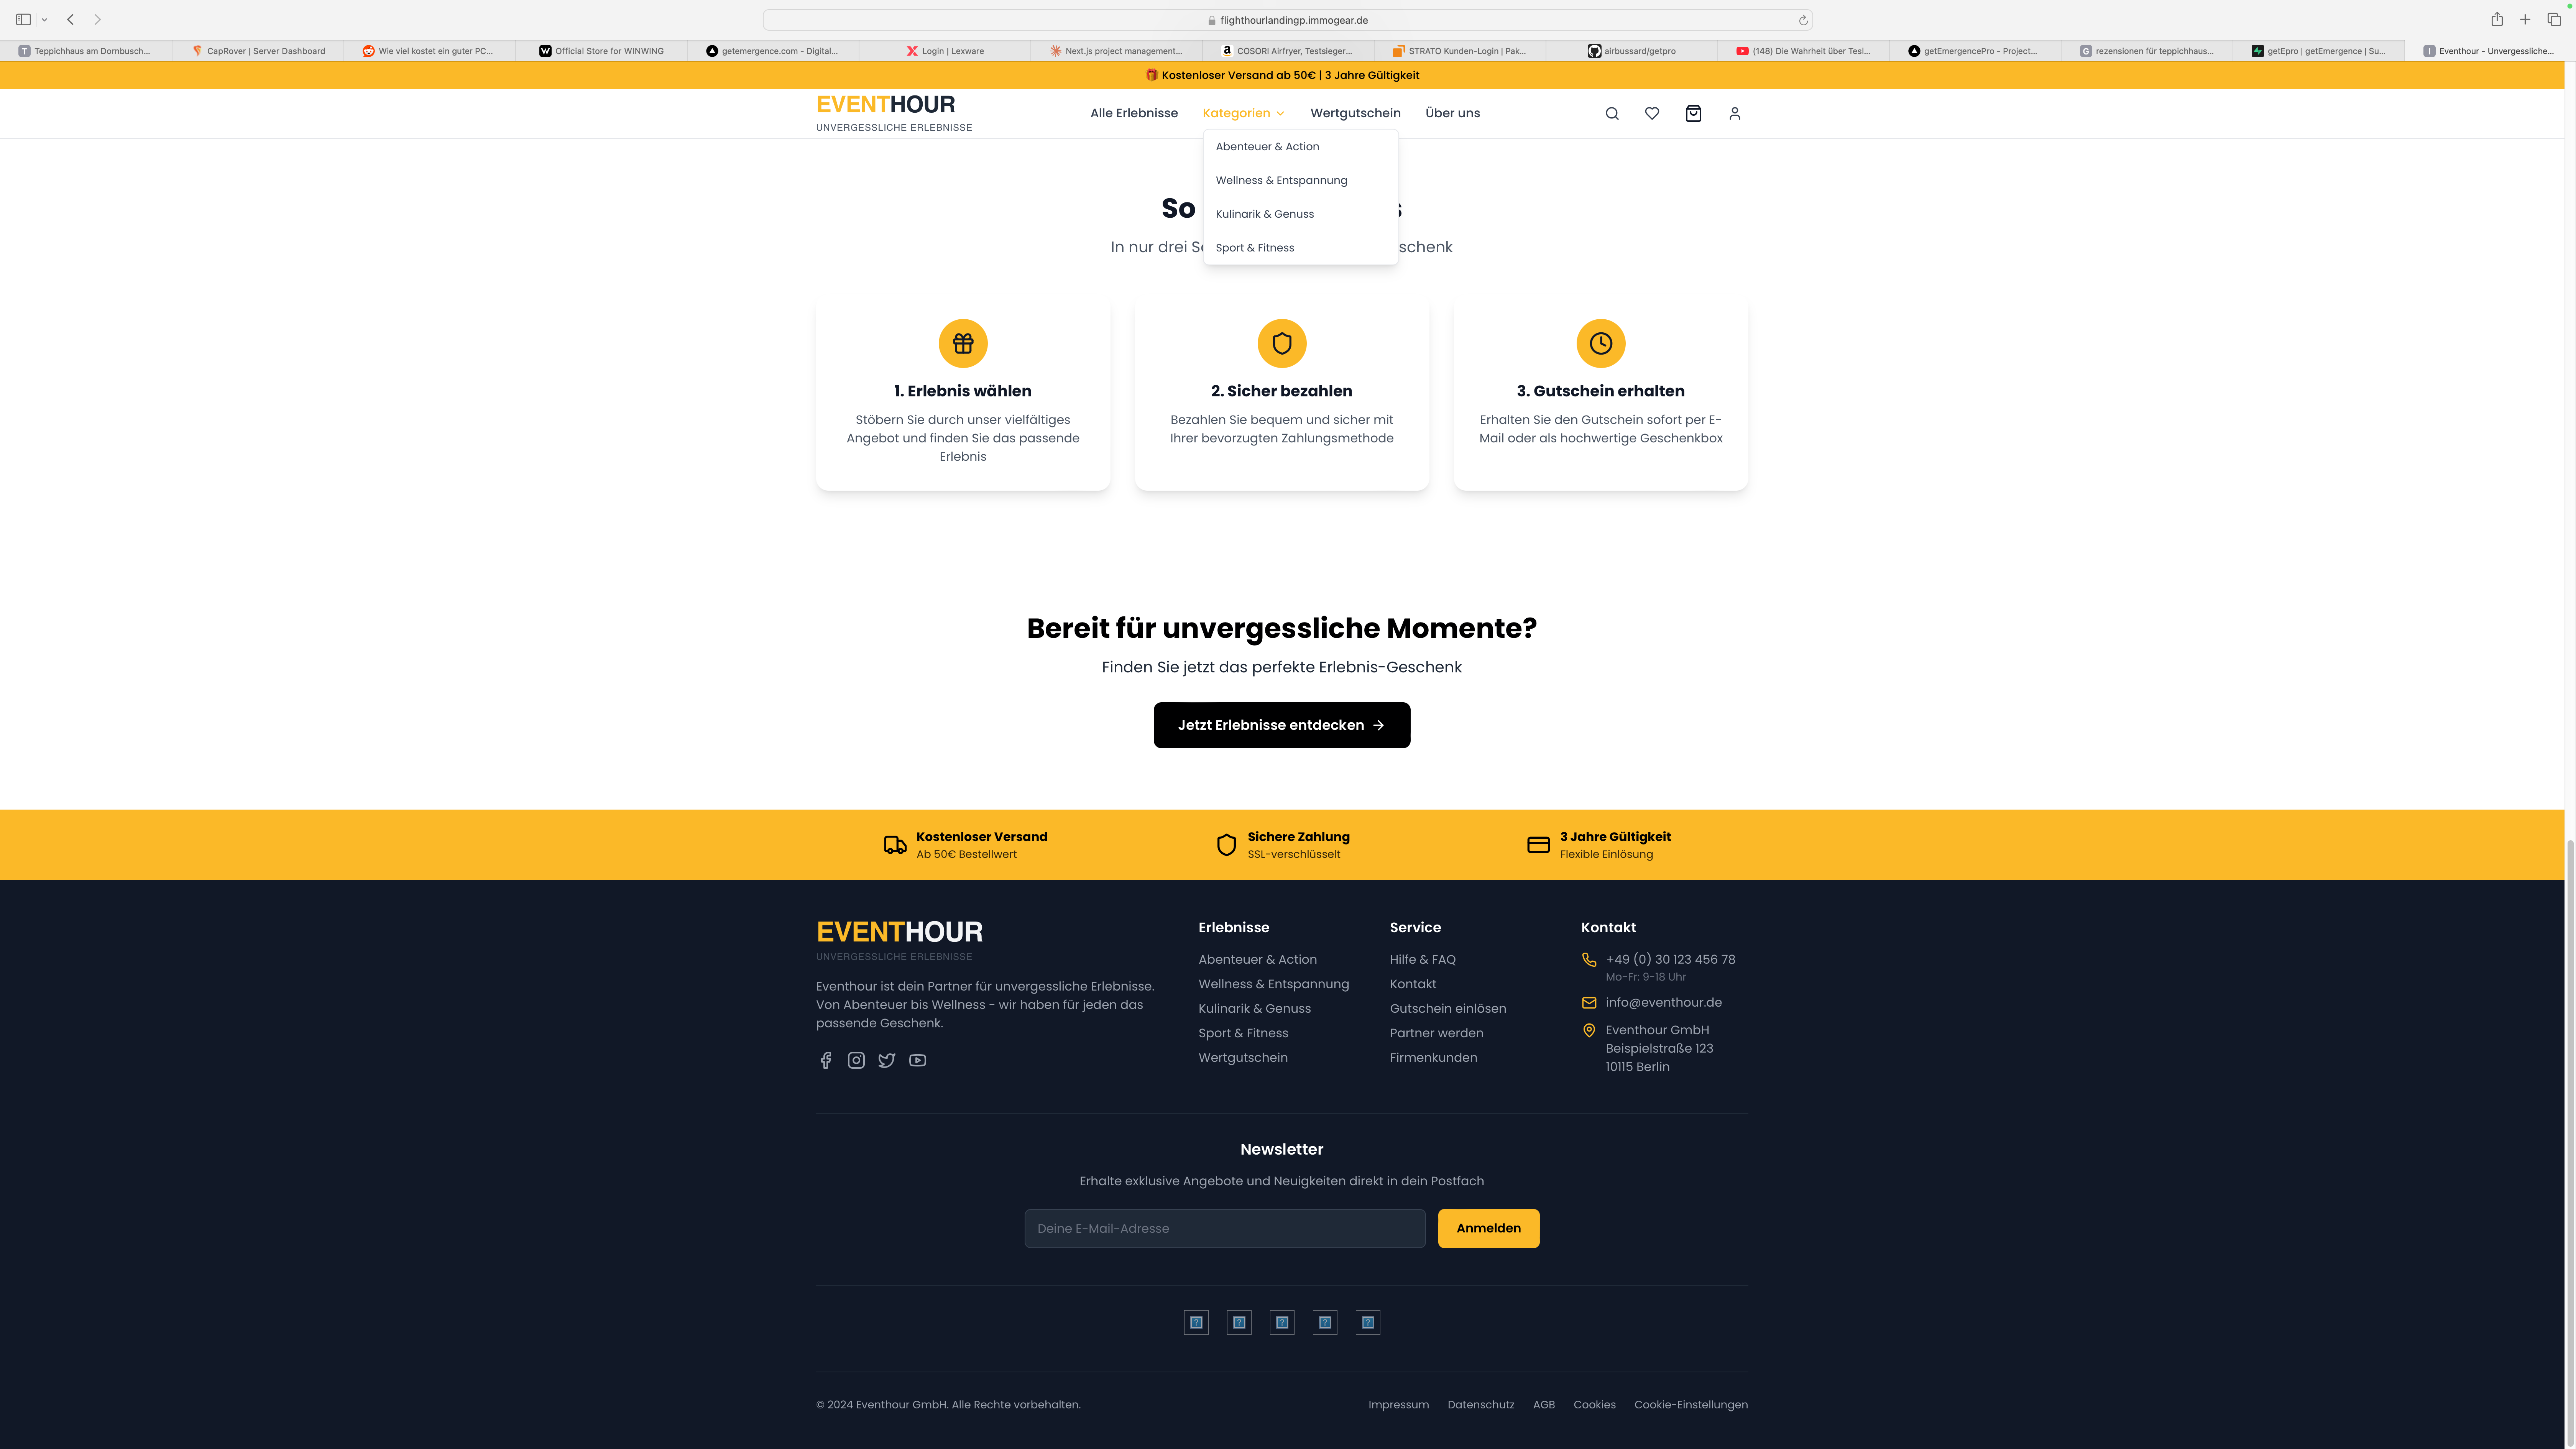 flighthourlandingp.immogear.de
Teppichhaus am Dornbusch...
CapRover | Server Dashboard
Wie viel kostet ein guter PC...
Official Store for WINWING
getemergence.com - Digital...
Login | Lexware
Next.js project management...
COSORI Airfryer, Testsieger...
STRATO Kunden-Login | Pak...
airbussard/getpro
(148) Die Wahrheit über Tesl...
getEmergencePro - Project...
rezensionen für teppichhaus...
getEpro | getEmergence | Su...
Eventhour - Unvergessliche...
🎁 Kostenloser Versand ab 50€ | 3 Jahre Gültigkeit
EVENTHOUR
UNVERGESSLICHE ERLEBNISSE
Alle Erlebnisse
Kategorien
Wertgutschein
Über uns
Abenteuer & Action
Wellness & Entspannung
Kulinarik & Genuss
Sport & Fitness
So
In nur drei
schenk
1. Erlebnis wählen
Stöbern Sie durch unser vielfältiges
Angebot und finden Sie das passende
Erlebnis
2. Sicher bezahlen
Bezahlen Sie bequem und sicher mit
Ihrer bevorzugten Zahlungsmethode
3. Gutschein erhalten
Erhalten Sie den Gutschein sofort per E-
Mail oder als hochwertige Geschenkbox
Bereit für unvergessliche Momente?
Finden Sie jetzt das perfekte Erlebnis-Geschenk
Jetzt Erlebnisse entdecken
Kostenloser Versand
Ab 50€ Bestellwert
Sichere Zahlung
SSL-verschlüsselt
3 Jahre Gültigkeit
Flexible Einlösung
EVENTHOUR
UNVERGESSLICHE ERLEBNISSE
Eventhour ist dein Partner für unvergessliche Erlebnisse.
Von Abenteuer bis Wellness - wir haben für jeden das
passende Geschenk.
Erlebnisse
Abenteuer & Action
Wellness & Entspannung
Kulinarik & Genuss
Sport & Fitness
Wertgutschein
Service
Hilfe & FAQ
Kontakt
Gutschein einlösen
Partner werden
Firmenkunden
Kontakt
+49 (0) 30 123 456 78
Mo-Fr: 9-18 Uhr
info@eventhour.de
Eventhour GmbH
Beispielstraße 123
10115 Berlin
Newsletter
Erhalte exklusive Angebote und Neuigkeiten direkt in dein Postfach
Deine E-Mail-Adresse
Anmelden
© 2024 Eventhour GmbH. Alle Rechte vorbehalten.
Impressum
Datenschutz
AGB
Cookies
Cookie-Einstellungen